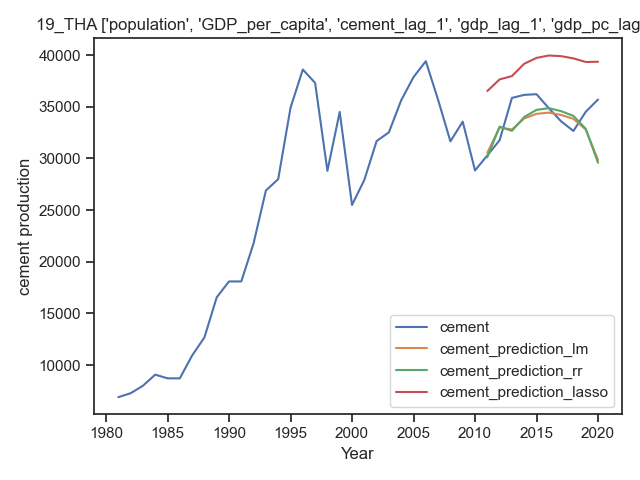 19_THA ['population', 'GDP_per_capita', 'cement_lag_1', 'gdp_lag_1', 'gdp_pc_lag
40000
35000
30000
25000
20000
15000
10000
cement production
cement
cement_prediction_lm
cement_prediction_rr
cement_prediction_lasso
1980 1985 1990 1995 2000 2005 2010 2015 2020
Year